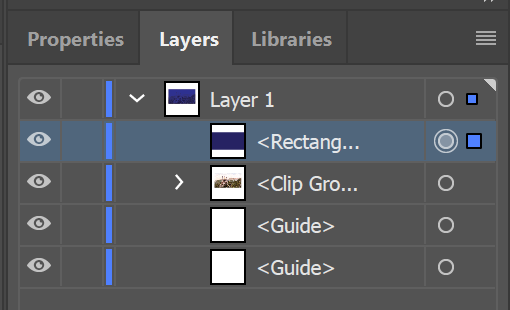 Properties
Layers
Libraries
Layer 1
<Rectang...
<Clip Gro...
<Guide>
<Guide>